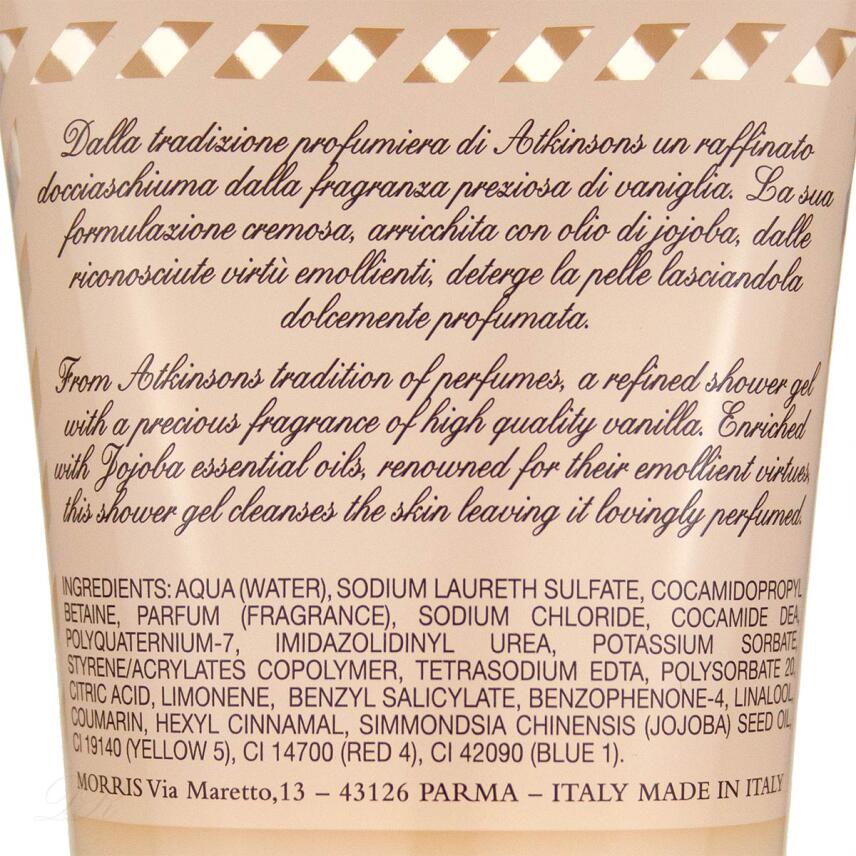 Dalla tradizione profumiera di Atkinsons un raffinato
docciaschiuma dalla fragranza preziosa di vaniglia. La sua
formulazione cremosa, arricchita con olio di jojoba, dalle
riconosciute virtù emollienti, deterge la pelle lasciandola
dolcemente profumata.
From Atkinsons tradition of perfumes, a refined shower gel
with a precious fragrance of high quality vanilla. Enriched
with Jojoba essential oils, renowned for their emollient virtues,
this shower gel cleanses the skin leaving it lovingly perfumed.
INGREDIENTS: AQUA (WATER), SODIUM LAURETH SULFATE, COCAMIDOPROPYL
BETAINE, PARFUM (FRAGRANCE), SODIUM CHLORIDE, COCAMIDE DEA,
POLYQUATERNIUM-7, IMIDAZOLIDINYL UREA, POTASSIUM SORBATE,
STYRENE/ACRYLATES COPOLYMER, TETRASODIUM EDTA, POLYSORBATE 20,
CITRIC ACID, LIMONENE, BENZYL SALICYLATE, BENZOPHENONE-4, LINALOOL,
COUMARIN, HEXYL CINNAMAL, SIMMONDSIA CHINENSIS (JOJOBA) SEED OIL,
CI 19140 (YELLOW 5), CI 14700 (RED 4), CI 42090 (BLUE 1).
MORRIS Via Maretto,13 – 43126 PARMA – ITALY MADE IN ITALY